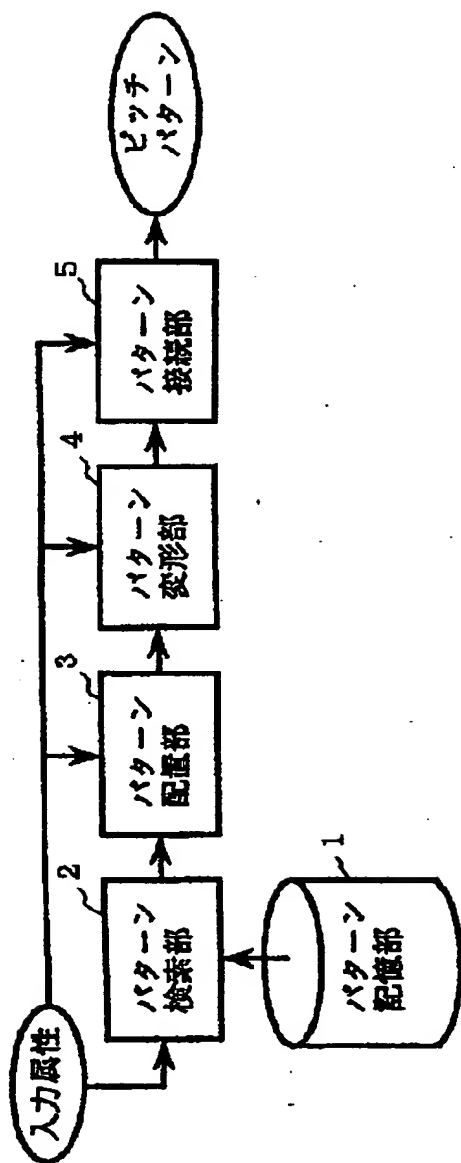 入力属性
2
パターン
検索部
1
パターン
記憶部
3
パターン
配置部
4
パターン
変形部
5
パターン
接続部
ピッチ
パターン